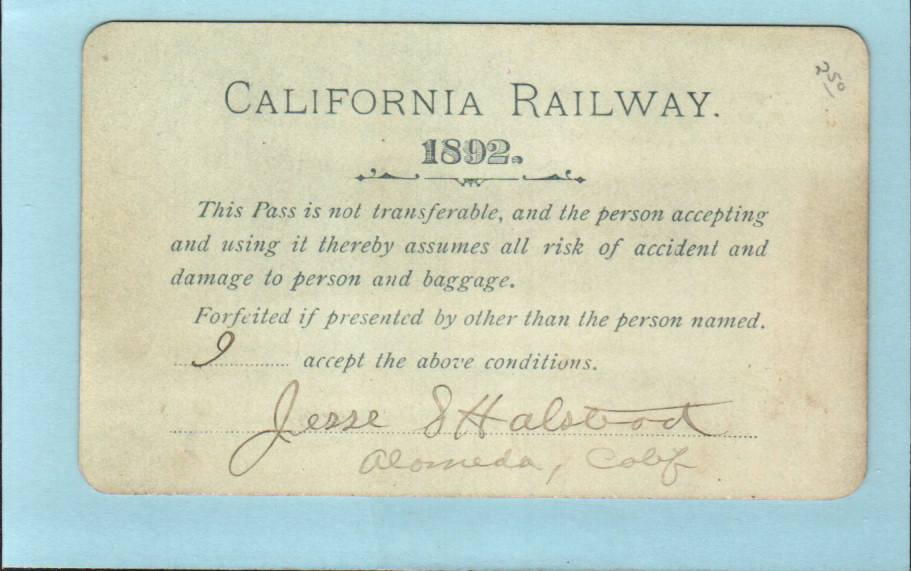 250
CALIFORNIA RAILWAY.
1892.
This Pass is not transferable, and the person accepting
and using it thereby assumes all risk of accident and
damage to person and baggage.
Forfeited if presented by other than the person named.
I accept the above conditions.
Jesse S Halstead
Alameda, Calif